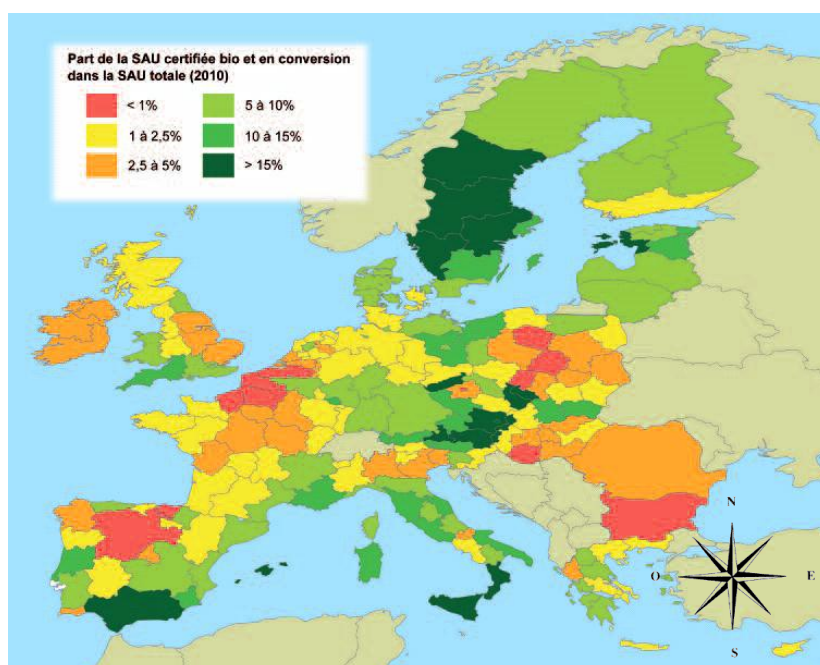 Part de la SAU certifiée bio et en conversion
dans la SAU totale (2010)
< 1%
5 à 10%
1 à 2,5%
10 à 15%
2,5 à 5%
> 15%
N
O
E
S